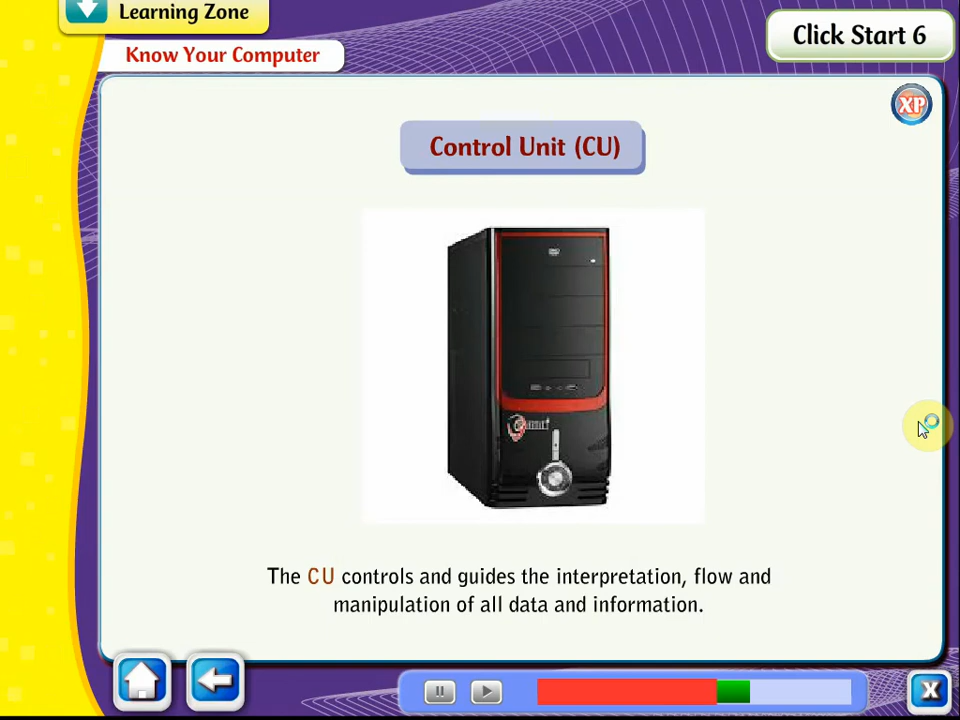 Learning Zone
Click Start 6
Know Your Computer
XP
Control Unit (CU)
The CU controls and guides the interpretation, flow and
manipulation of all data and information.
X